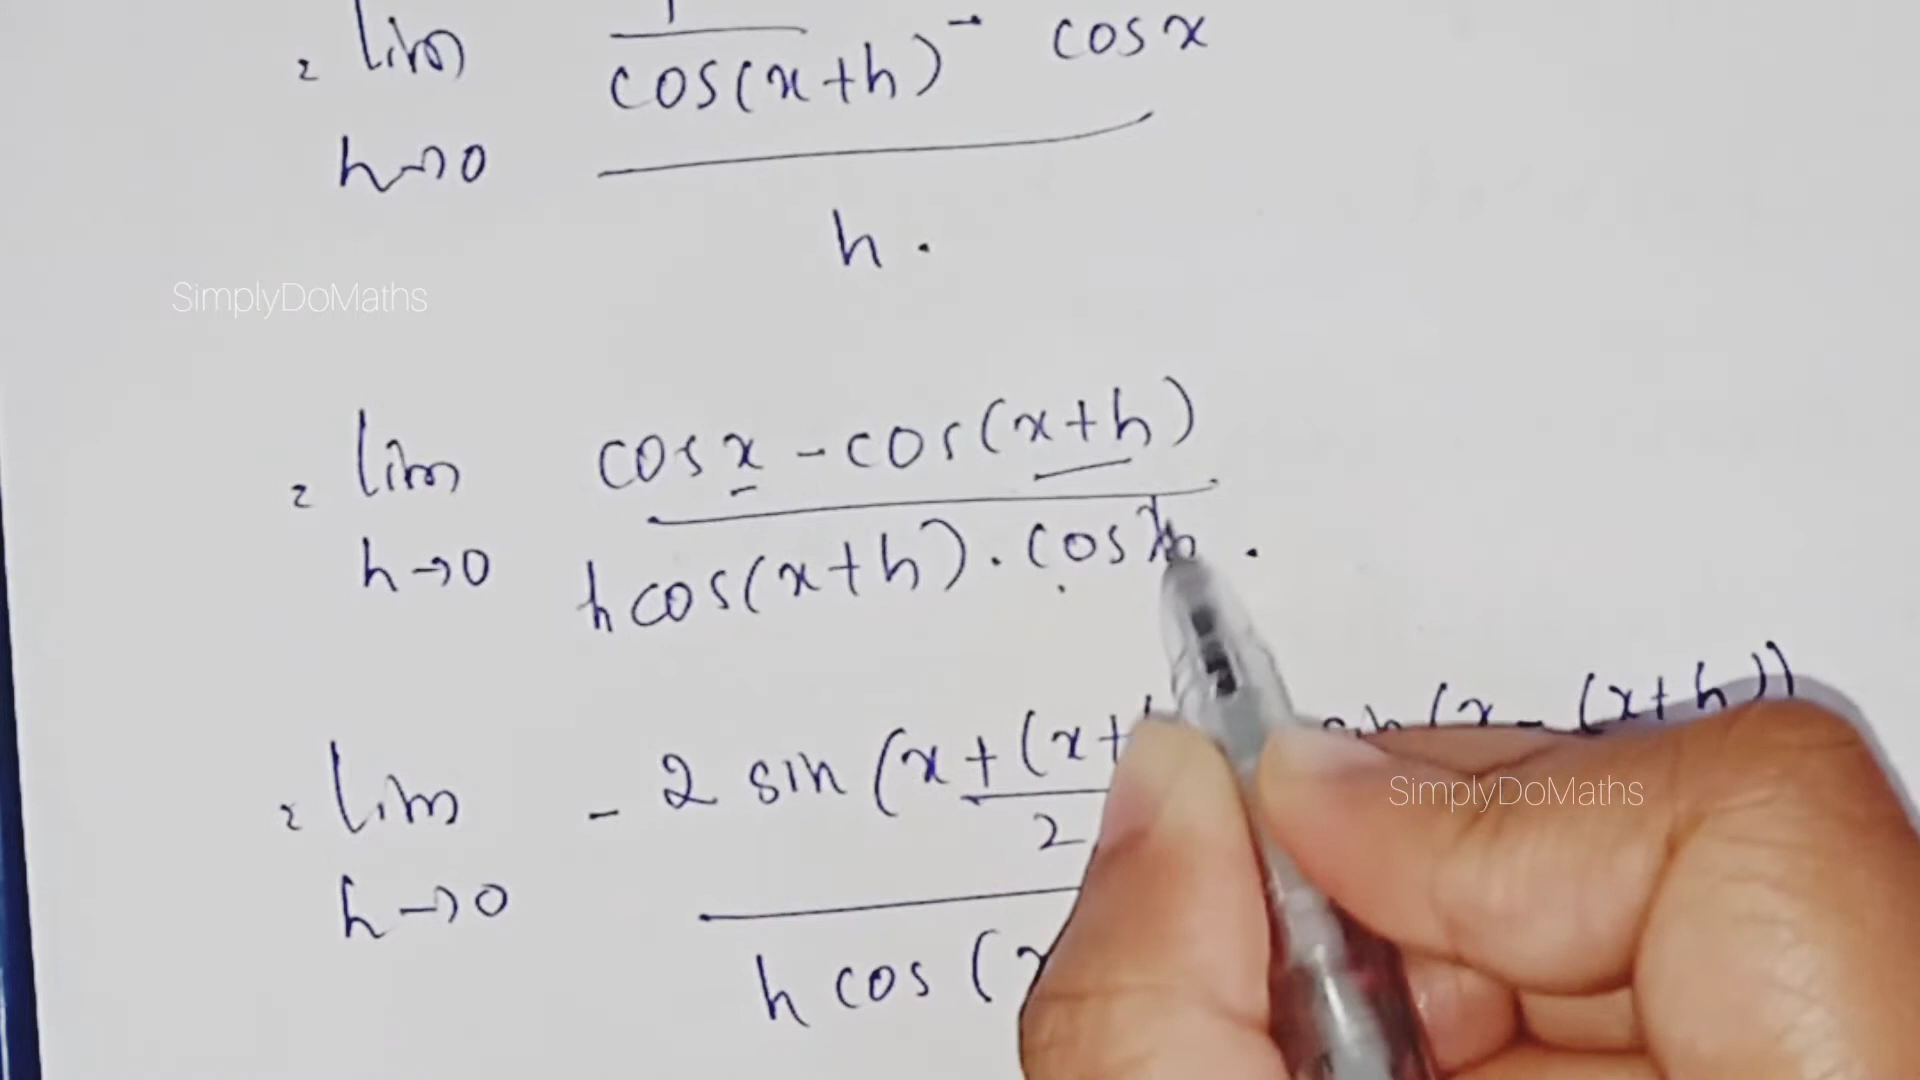 = lim 1/cos(x+h) - cos x
h→0 h.
SimplyDoMaths
= lim cos x - cos(x+h)
h→0 h cos(x+h) . cos x .
= lim - 2 sin (x+(x+ (x-(x+h))
2
SimplyDoMaths
h→0
h cos (x